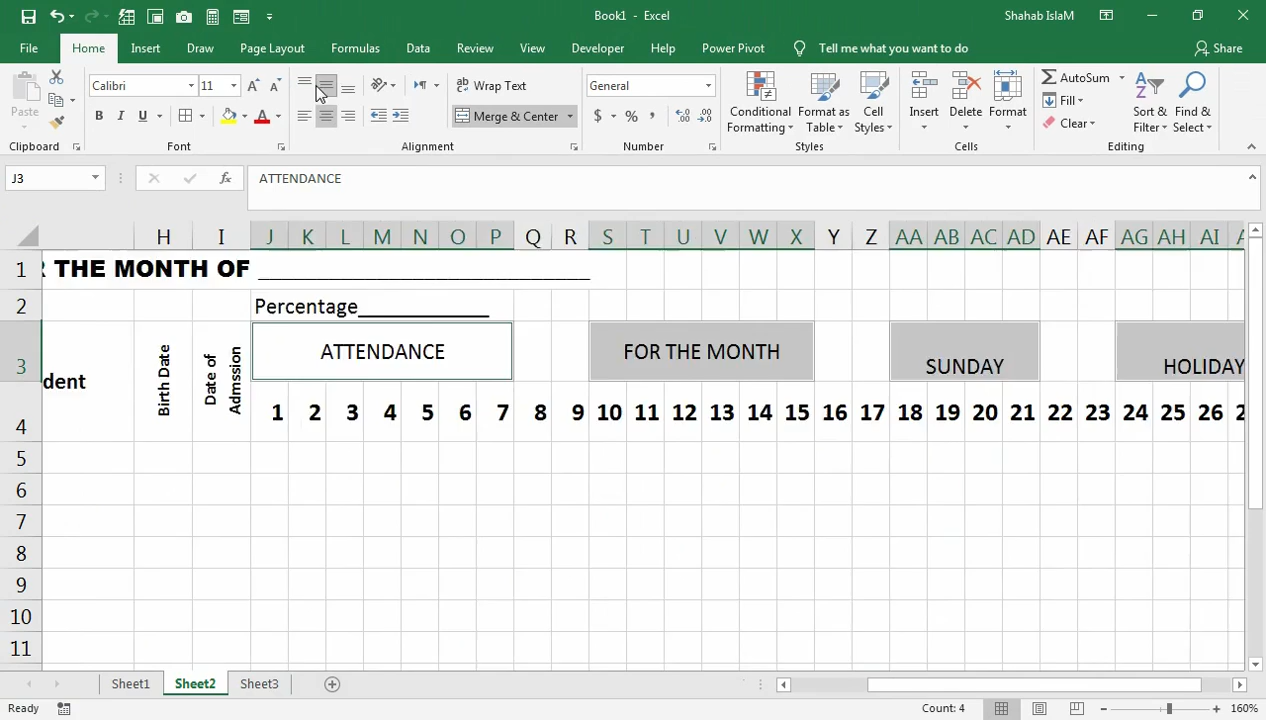 Book1 - Excel
Shahab IslaM
File Home Insert Draw Page Layout Formulas Data Review View Developer Help Power Pivot Tell me what you want to do Share
Paste
Calibri 11
B I U A
Wrap Text
Merge & Center
General
$ % ,
Conditional Formatting
Format as Table
Cell Styles
Insert Delete Format
AutoSum
Fill
Clear
Sort & Filter
Find & Select
Clipboard Font Alignment Number Styles Cells Editing
J3 fx ATTENDANCE
H I J K L M N O P Q R S T U V W X Y Z AA AB AC AD AE AF AG AH AI
1 THE MONTH OF ______________________________
2 Percentage____________
3 dent Birth Date Date of Admssion ATTENDANCE FOR THE MONTH SUNDAY HOLIDAY
4 1 2 3 4 5 6 7 8 9 10 11 12 13 14 15 16 17 18 19 20 21 22 23 24 25 26 2
5
6
7
8
9
10
11
Sheet1 Sheet2 Sheet3
Ready Count: 4 160%